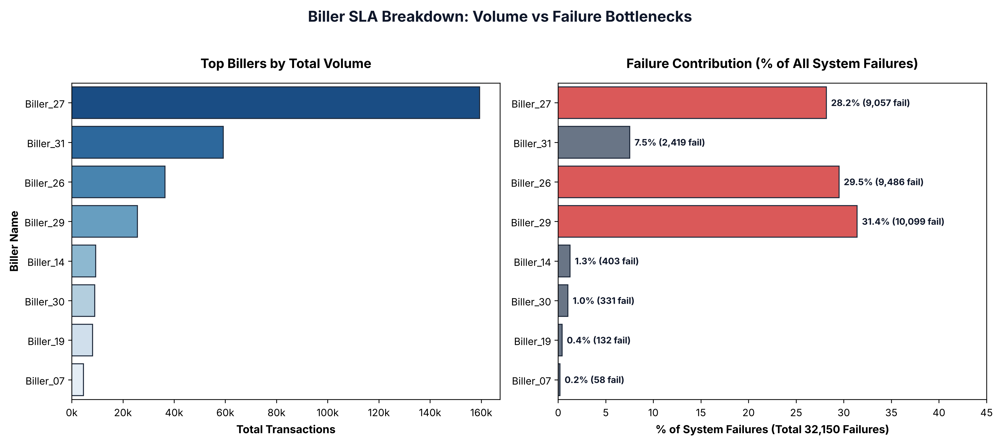 Biller SLA Breakdown: Volume vs Failure Bottlenecks
Top Billers by Total Volume
Biller Name
Biller_27
Biller_31
Biller_26
Biller_29
Biller_14
Biller_30
Biller_19
Biller_07
0k 20k 40k 60k 80k 100k 120k 140k 160k
Total Transactions
Failure Contribution (% of All System Failures)
Biller_27 28.2% (9,057 fail)
Biller_31 7.5% (2,419 fail)
Biller_26 29.5% (9,486 fail)
Biller_29 31.4% (10,099 fail)
Biller_14 1.3% (403 fail)
Biller_30 1.0% (331 fail)
Biller_19 0.4% (132 fail)
Biller_07 0.2% (58 fail)
0 5 10 15 20 25 30 35 40 45
% of System Failures (Total 32,150 Failures)